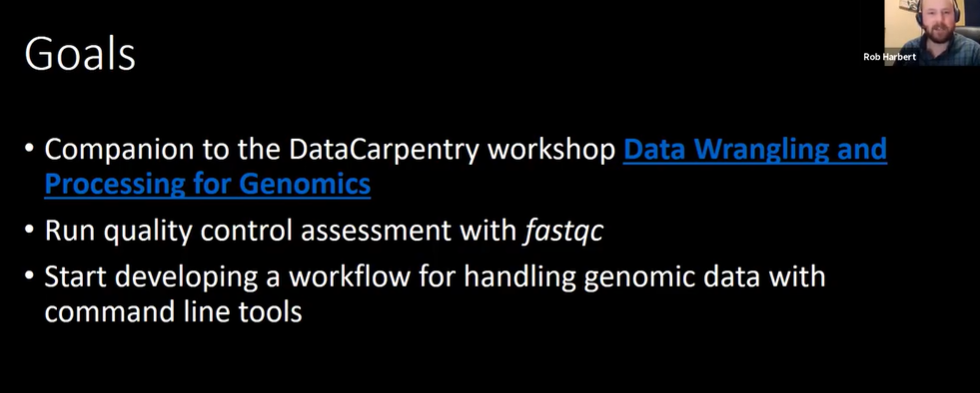 Goals
Rob Harbert
• Companion to the DataCarpentry workshop Data Wrangling and
Processing for Genomics
• Run quality control assessment with fastqc
• Start developing a workflow for handling genomic data with
command line tools